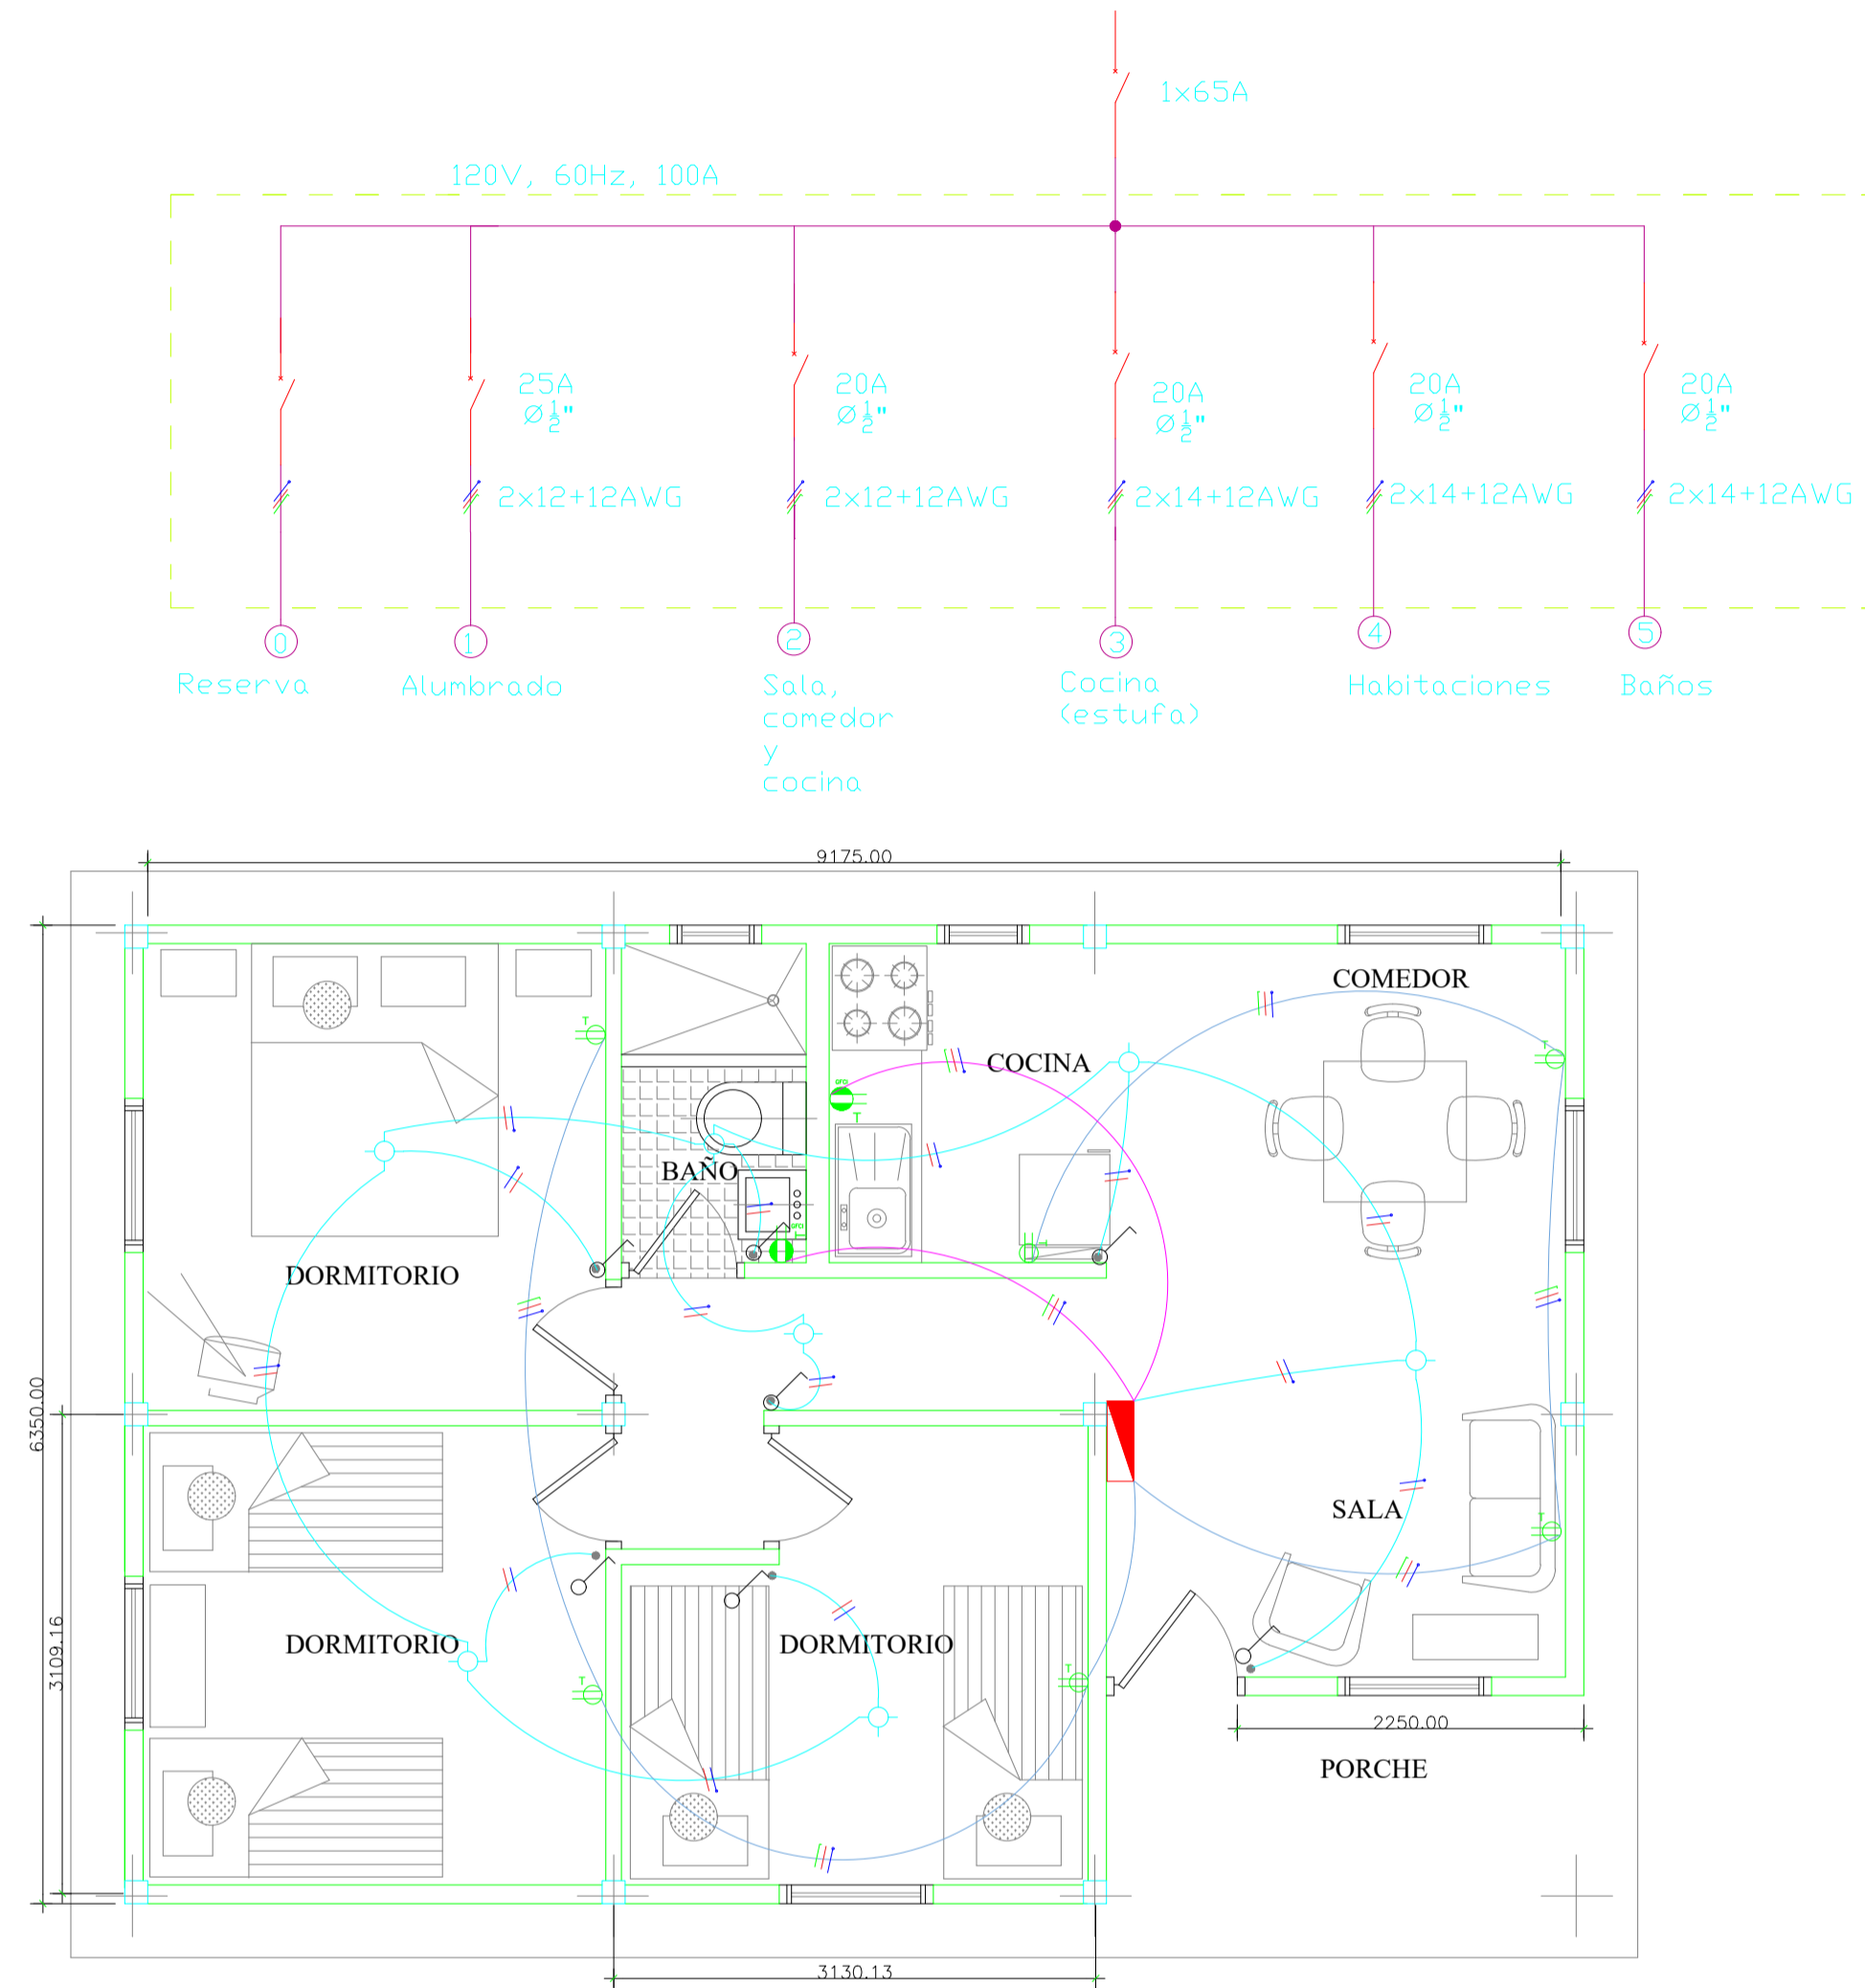 1x65A
120V, 60Hz, 100A
25A
Ø1/2"
20A
Ø1/2"
20A
Ø1/2"
20A
Ø1/2"
20A
Ø1/2"
2x12+12AWG
2x12+12AWG
2x14+12AWG
2x14+12AWG
2x14+12AWG
0
1
2
3
4
5
Reserva
Alumbrado
Sala,
comedor
y
cocina
Cocina
(estufa)
Habitaciones
Baños
9175.00
COMEDOR
T
T
COCINA
GFCI
T
BAÑO
GFCI
T
T
DORMITORIO
6350.00
SALA
T
3109.16
DORMITORIO
DORMITORIO
T
T
2250.00
PORCHE
3130.13